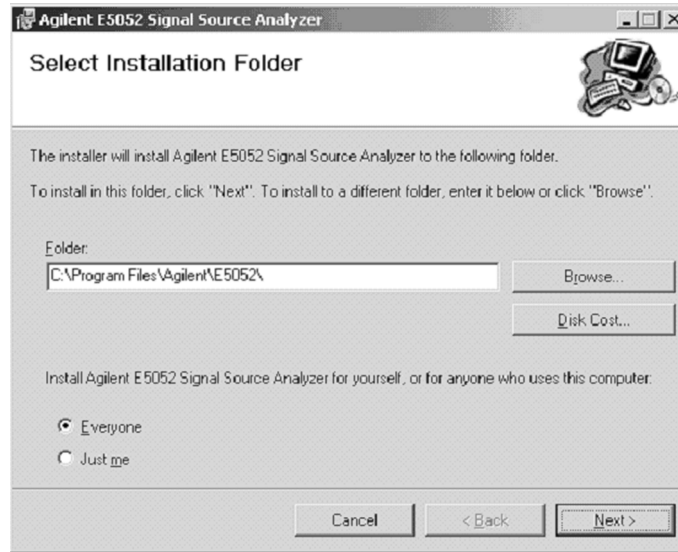 Agilent E5052 Signal Source Analyzer
Select Installation Folder
The installer will install Agilent E5052 Signal Source Analyzer to the following folder.
To install in this folder, click "Next". To install to a different folder, enter it below or click "Browse".
Folder:
C:\Program Files\Agilent\E5052\
Browse...
Disk Cost...
Install Agilent E5052 Signal Source Analyzer for yourself, or for anyone who uses this computer:
Everyone
Just me
Cancel
< Back
Next >